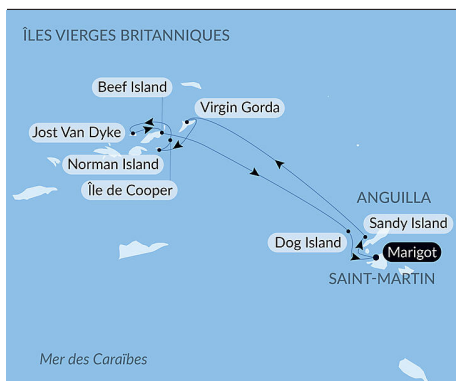 ÎLES VIERGES BRITANNIQUES
Beef Island
Virgin Gorda
Jost Van Dyke
Norman Island
Île de Cooper
ANGUILLA
Sandy Island
Dog Island
Marigot
SAINT-MARTIN
Mer des Caraïbes